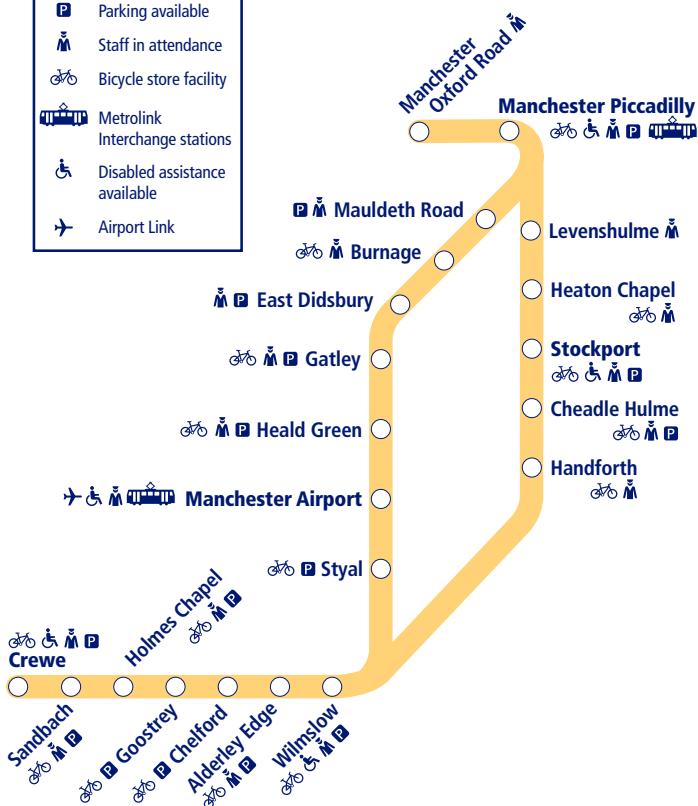 P Parking available
Staff in attendance
Bicycle store facility
Metrolink
Interchange stations
Disabled assistance
available
Airport Link
Manchester
Oxford Road
Manchester Piccadilly
P
P Mauldeth Road
Levenshulme
Burnage
Heaton Chapel
P East Didsbury
Stockport
P
P Gatley
Cheadle Hulme
P
P Heald Green
Handforth
Manchester Airport
P Styal
Holmes Chapel
P
P
Crewe
Sandbach
P
P Goostrey
P Chelford
Alderley Edge
P
Wilmslow
P